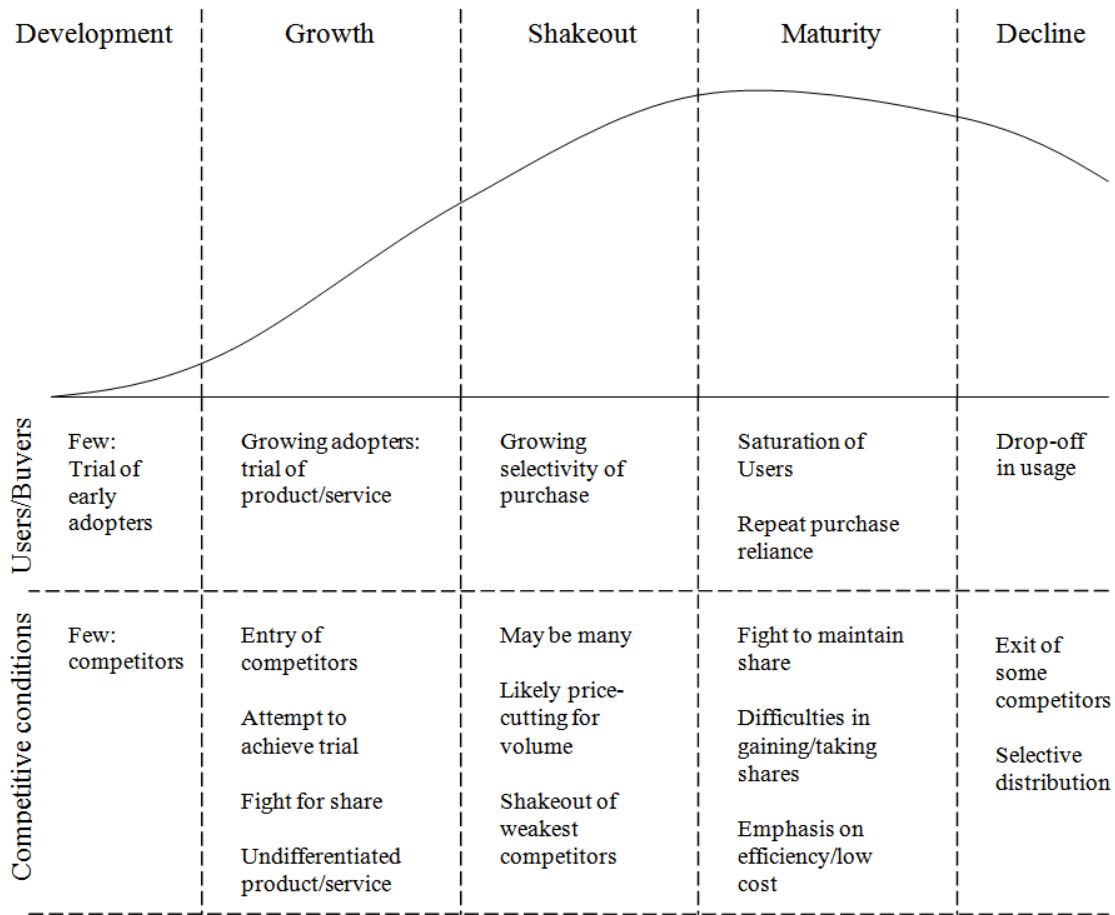 Development
Growth
Shakeout
Maturity
Decline
Users/Buyers
Few:
Trial of
early
adopters
Growing adopters:
trial of
product/service
Growing
selectivity of
purchase
Saturation of
Users
Repeat purchase
reliance
Drop-off
in usage
Competitive conditions
Few:
competitors
Entry of
competitors
Attempt to
achieve trial
Fight for share
Undifferentiated
product/service
May be many
Likely price-
cutting for
volume
Shakeout of
weakest
competitors
Fight to maintain
share
Difficulties in
gaining/taking
shares
Emphasis on
efficiency/low
cost
Exit of
some
competitors
Selective
distribution